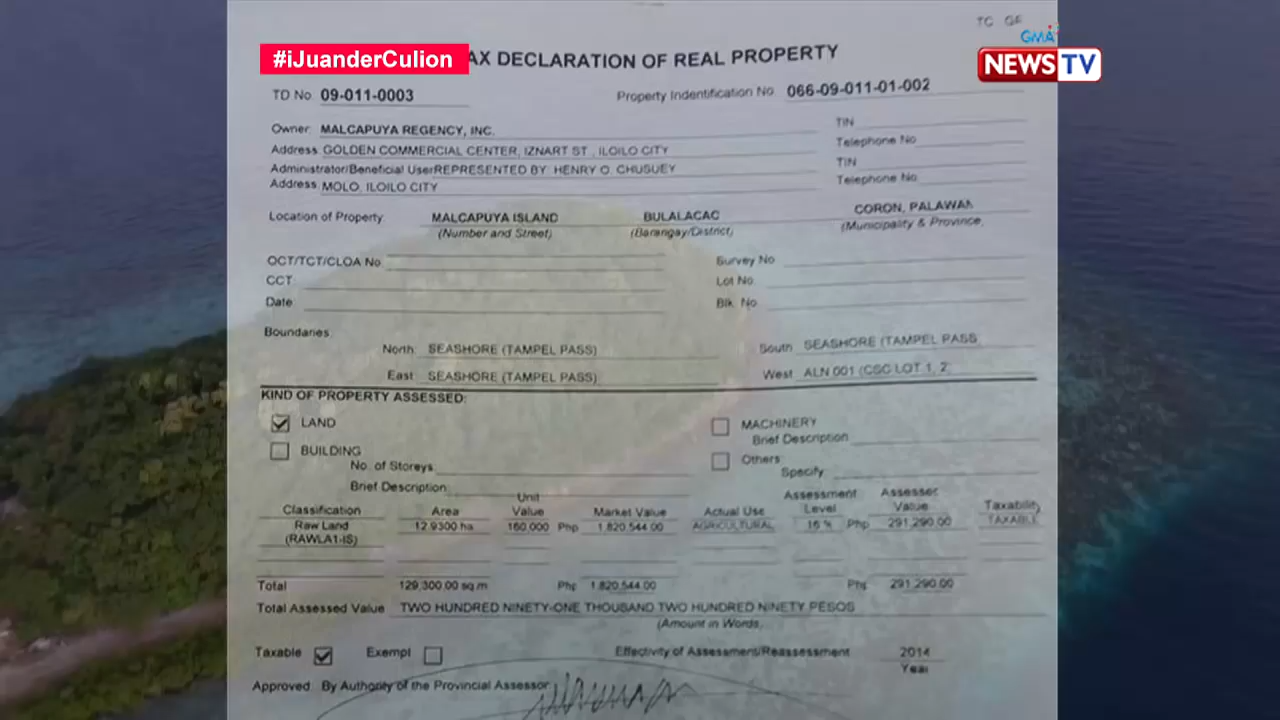 TC OF
GMA
NEWS TV
#iJuanderCulion
AX DECLARATION OF REAL PROPERTY
TD No. 09-011-0003 Property Indentification No 066-09-011-01-002
Owner: MALCAPUYA REGENCY, INC. TIN
Address: GOLDEN COMMERCIAL CENTER, IZNART ST., ILOILO CITY Telephone No
Administrator/Beneficial User REPRESENTED BY: HENRY O. CHUSUEY TIN
Address: MOLO, ILOILO CITY Telephone No.
Location of Property: MALCAPUYA ISLAND BULALACAC CORON, PALAWAN
(Number and Street) (Barangay/District) (Municipality & Province)
OCT/TCT/CLOA No. Survey No
CCT Lot No
Date Blk. No
Boundaries:
North: SEASHORE (TAMPEL PASS) South: SEASHORE (TAMPEL PASS
East: SEASHORE (TAMPEL PASS) West: ALN 001 (CSC LOT 1, 2
KIND OF PROPERTY ASSESSED:
LAND MACHINERY
Brief Description
BUILDING Others
No. of Storeys Specify
Brief Description
Classification Area Unit Value Market Value Actual Use Assessment Level Assessed Value Taxability
Raw Land 12.9300 ha 160,000 Php 1,820,544.00 AGRICULTURAL 16 % Php 291,290.00 TAXABLE
(RAWLA1-IS)
Total 129,300.00 sq.m Php 1,820,544.00 Php 291,290.00
Total Assessed Value TWO HUNDRED NINETY-ONE THOUSAND TWO HUNDRED NINETY PESOS
(Amount in Words)
Taxable Exempt Effectivity of Assessment/Reassessment 2014
Year
Approved: By Authority of the Provincial Assessor